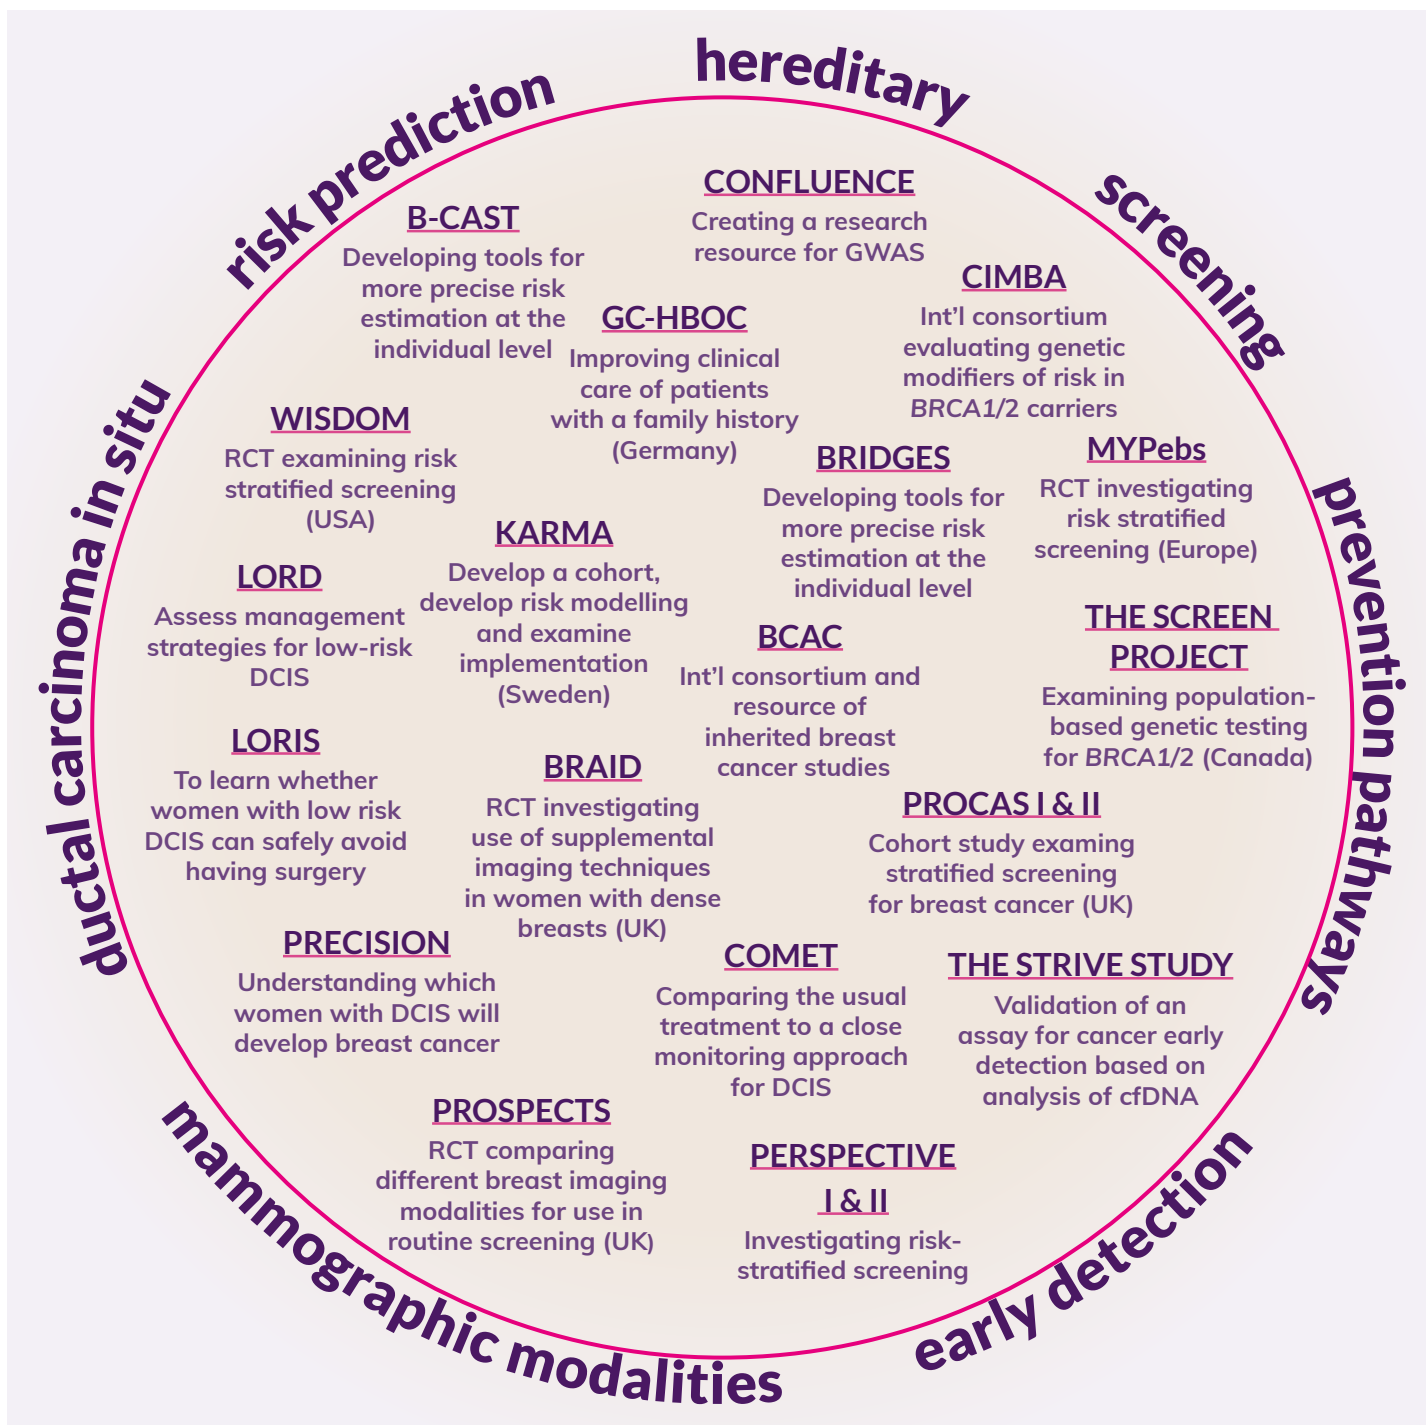 hereditary
risk prediction
screening
ductal carcinoma in situ
prevention pathways
mammographic modalities
early detection
CONFLUENCE
Creating a research
resource for GWAS
B-CAST
Developing tools for
more precise risk
estimation at the
individual level
CIMBA
Int’l consortium
evaluating genetic
modifiers of risk in
BRCA1/2 carriers
GC-HBOC
Improving clinical
care of patients
with a family history
(Germany)
WISDOM
RCT examining risk
stratified screening
(USA)
BRIDGES
Developing tools for
more precise risk
estimation at the
individual level
MYPebs
RCT investigating
risk stratified
screening (Europe)
KARMA
Develop a cohort,
develop risk modelling
and examine
implementation
(Sweden)
LORD
Assess management
strategies for low-risk
DCIS
BCAC
Int’l consortium and
resource of
inherited breast
cancer studies
THE SCREEN
PROJECT
Examining population-
based genetic testing
for BRCA1/2 (Canada)
LORIS
To learn whether
women with low risk
DCIS can safely avoid
having surgery
BRAID
RCT investigating
use of supplemental
imaging techniques
in women with dense
breasts (UK)
PROCAS I & II
Cohort study examing
stratified screening
for breast cancer (UK)
PRECISION
Understanding which
women with DCIS will
develop breast cancer
COMET
Comparing the usual
treatment to a close
monitoring approach
for DCIS
THE STRIVE STUDY
Validation of an
assay for cancer early
detection based on
analysis of cfDNA
PROSPECTS
RCT comparing
different breast imaging
modalities for use in
routine screening (UK)
PERSPECTIVE
I & II
Investigating risk-
stratified screening